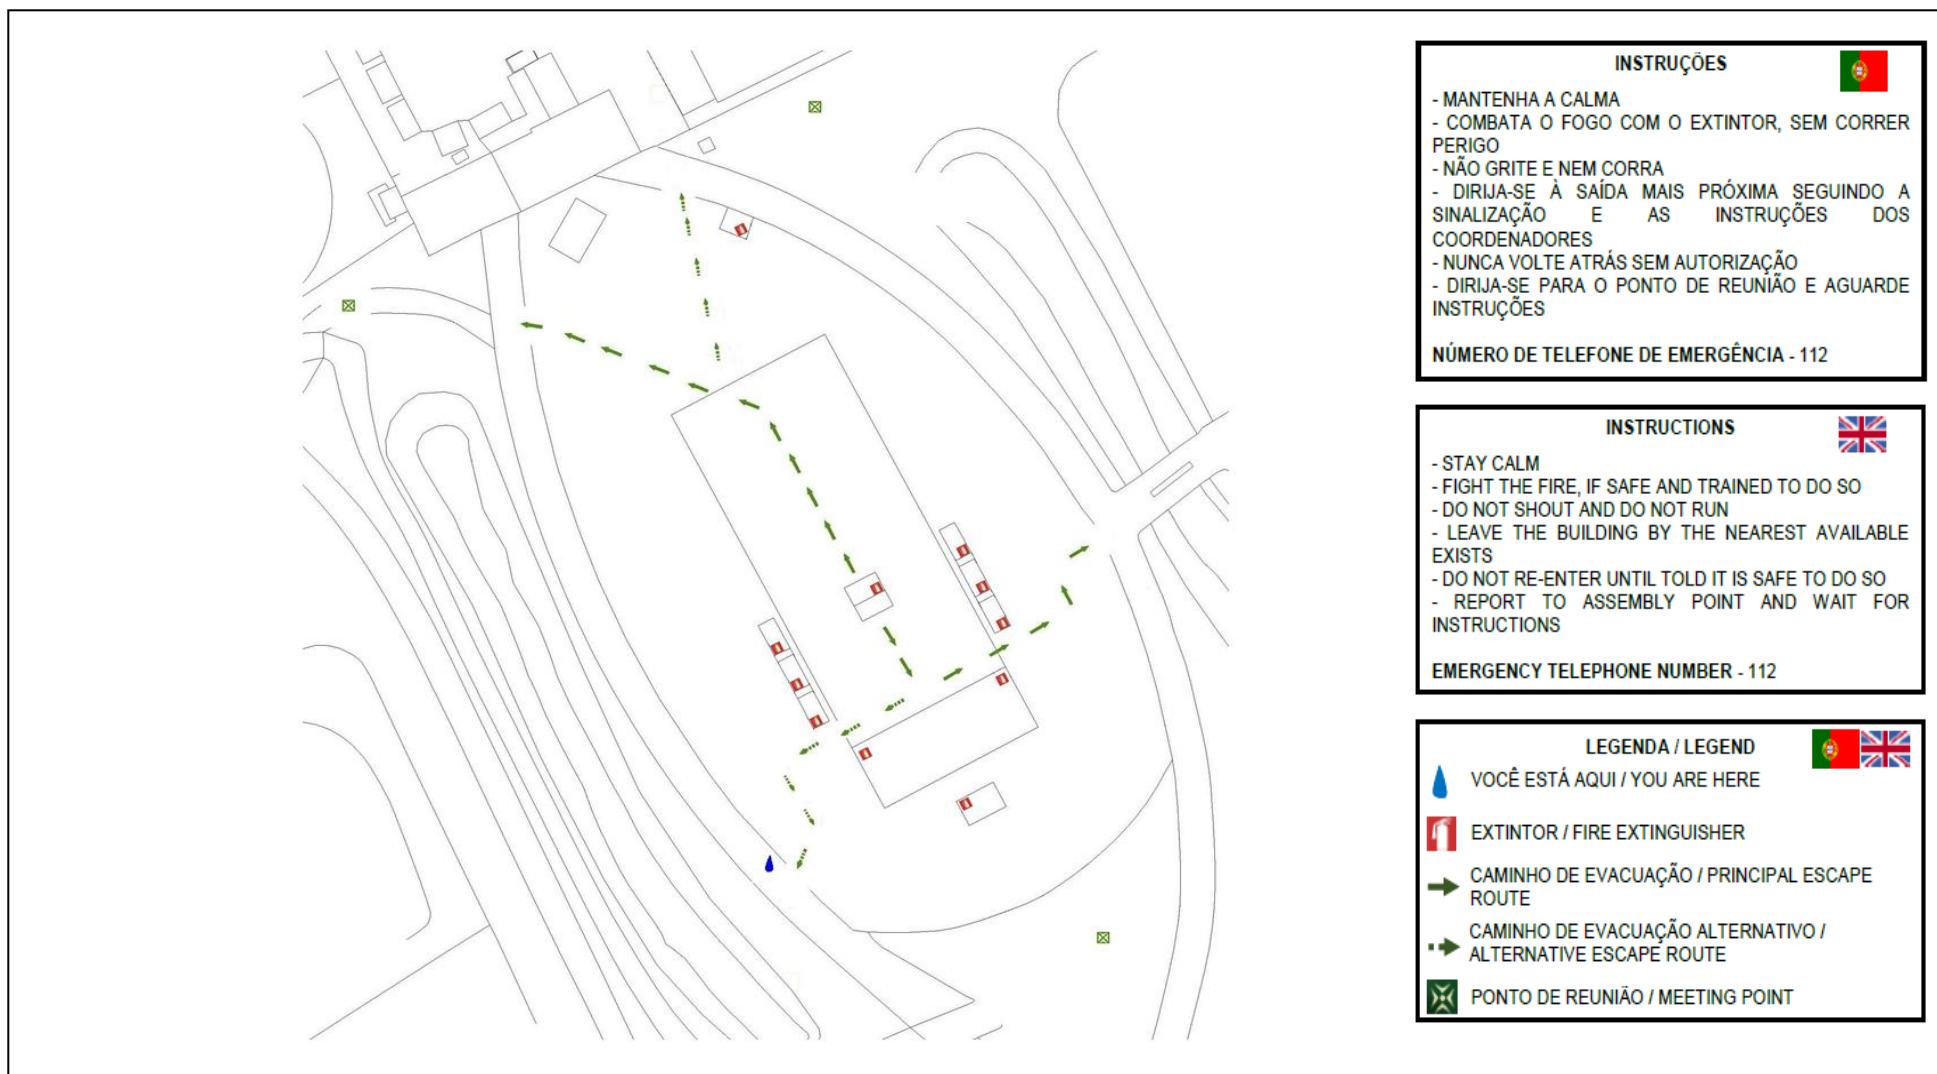 INSTRUÇÕES
- MANTENHA A CALMA
- COMBATA O FOGO COM O EXTINTOR, SEM CORRER
PERIGO
- NÃO GRITE E NEM CORRA
- DIRIJA-SE À SAÍDA MAIS PRÓXIMA SEGUINDO A
SINALIZAÇÃO E AS INSTRUÇÕES DOS
COORDENADORES
- NUNCA VOLTE ATRÁS SEM AUTORIZAÇÃO
- DIRIJA-SE PARA O PONTO DE REUNIÃO E AGUARDE
INSTRUÇÕES
NÚMERO DE TELEFONE DE EMERGÊNCIA - 112
INSTRUCTIONS
- STAY CALM
- FIGHT THE FIRE, IF SAFE AND TRAINED TO DO SO
- DO NOT SHOUT AND DO NOT RUN
- LEAVE THE BUILDING BY THE NEAREST AVAILABLE
EXISTS
- DO NOT RE-ENTER UNTIL TOLD IT IS SAFE TO DO SO
- REPORT TO ASSEMBLY POINT AND WAIT FOR
INSTRUCTIONS
EMERGENCY TELEPHONE NUMBER - 112
LEGENDA / LEGEND
VOCÊ ESTÁ AQUI / YOU ARE HERE
EXTINTOR / FIRE EXTINGUISHER
CAMINHO DE EVACUAÇÃO / PRINCIPAL ESCAPE
ROUTE
CAMINHO DE EVACUAÇÃO ALTERNATIVO /
ALTERNATIVE ESCAPE ROUTE
PONTO DE REUNIÃO / MEETING POINT